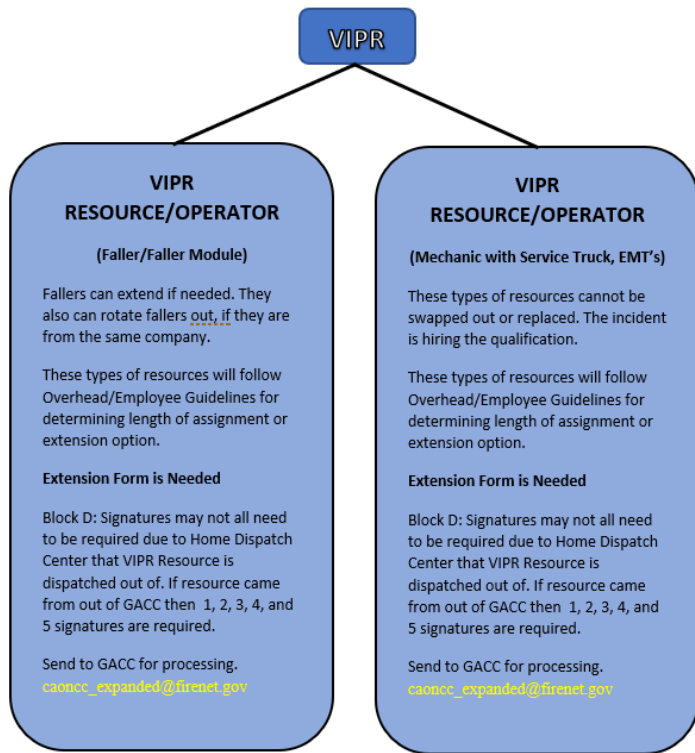 VIPR
VIPR
RESOURCE/OPERATOR
(Faller/Faller Module)
Fallers can extend if needed. They
also can rotate fallers out, if they are
from the same company.
These types of resources will follow
Overhead/Employee Guidelines for
determining length of assignment or
extension option.
Extension Form is Needed
Block D: Signatures may not all need
to be required due to Home Dispatch
Center that VIPR Resource is
dispatched out of. If resource came
from out of GACC then 1, 2, 3, 4, and
5 signatures are required.
Send to GACC for processing.
caoncc_expanded@firenet.gov
VIPR
RESOURCE/OPERATOR
(Mechanic with Service Truck, EMT’s)
These types of resources cannot be
swapped out or replaced. The incident
is hiring the qualification.
These types of resources will follow
Overhead/Employee Guidelines for
determining length of assignment or
extension option.
Extension Form is Needed
Block D: Signatures may not all need
to be required due to Home Dispatch
Center that VIPR Resource is
dispatched out of. If resource came
from out of GACC then 1, 2, 3, 4, and
5 signatures are required.
Send to GACC for processing.
caoncc_expanded@firenet.gov